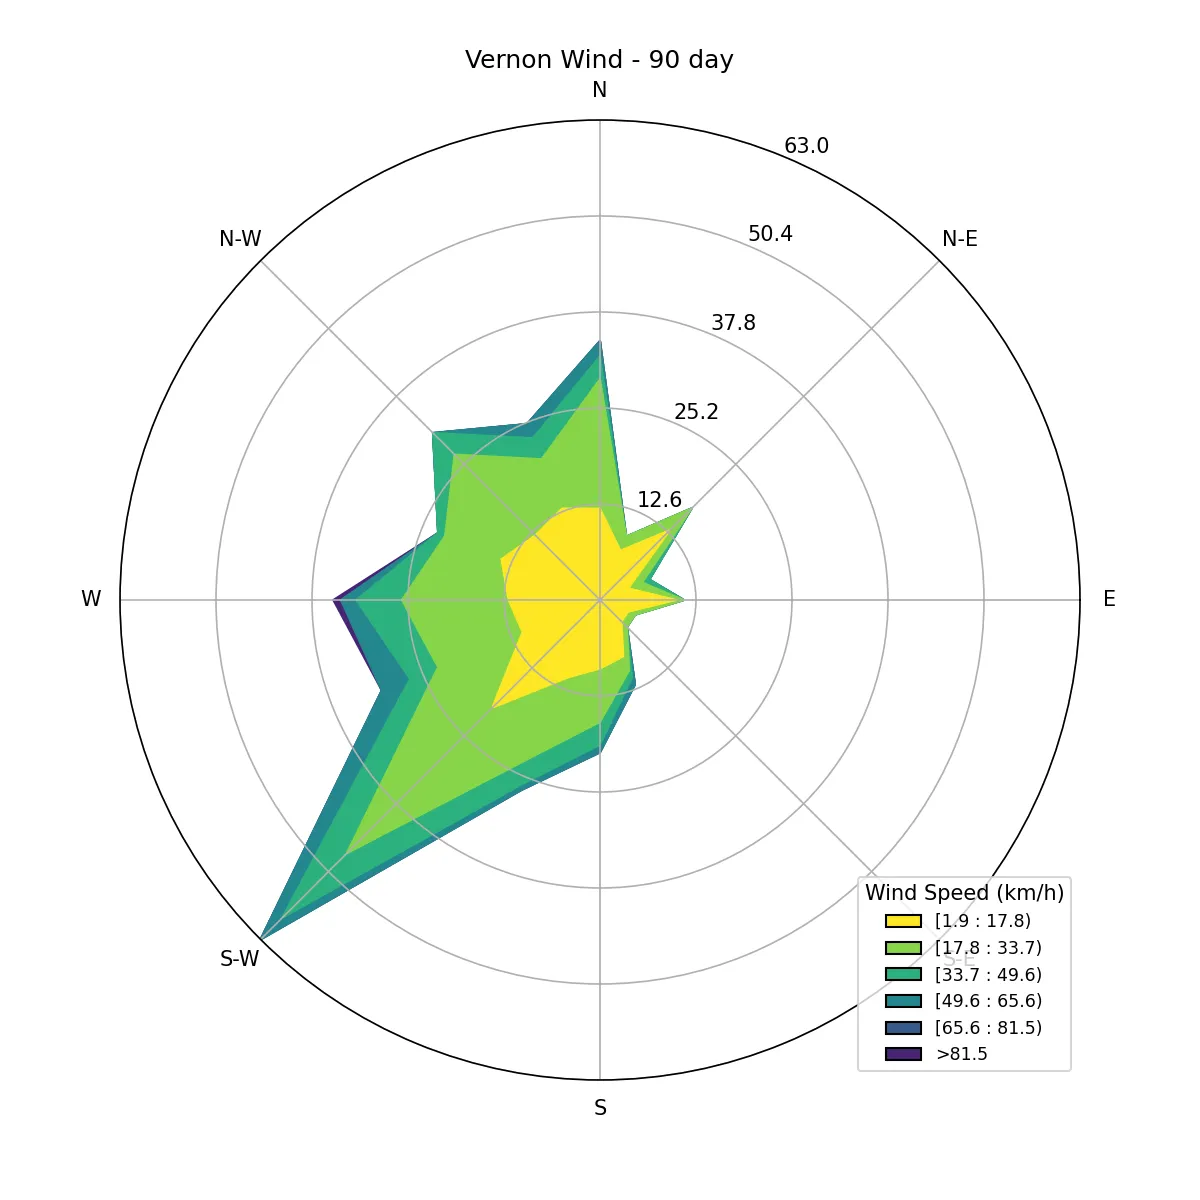 Vernon Wind - 90 day
N
63.0
50.4
N-W
N-E
37.8
25.2
12.6
W
E
S-W
S-E
S
Wind Speed (km/h)
[1.9 : 17.8)
[17.8 : 33.7)
[33.7 : 49.6)
[49.6 : 65.6)
[65.6 : 81.5)
>81.5